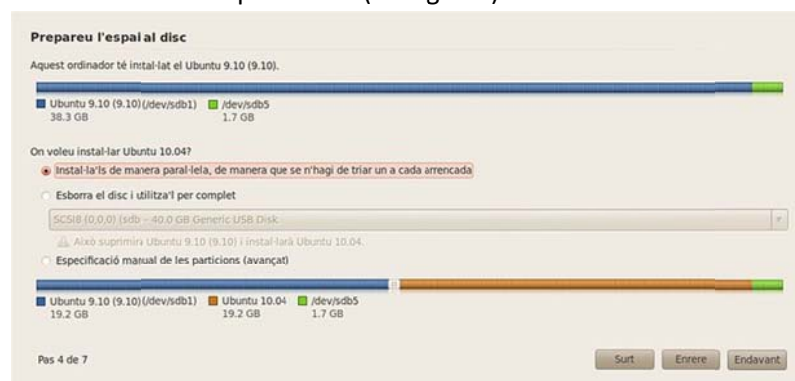 Prepareu l'espai al disc
Aquest ordinador té instal·lat el Ubuntu 9.10 (9.10).
Ubuntu 9.10 (9.10) (/dev/sdb1) /dev/sdb5
38.3 GB 1.7 GB
On voleu instal·lar Ubuntu 10.04?
Instal·la'ls de manera paral·lela, de manera que se n'hagi de triar un a cada arrencada
Esborra el disc i utilitza'l per complet
SCSI8 (0,0,0) (sdb - 40.0 GB Generic USB Disk
Això suprimirà Ubuntu 9.10 (9.10) i instal·larà Ubuntu 10.04.
Especificació manual de les particions (avançat)
Ubuntu 9.10 (9.10) (/dev/sdb1) Ubuntu 10.04 /dev/sdb5
19.2 GB 19.2 GB 1.7 GB
Pas 4 de 7 Surt Enrere Endavant